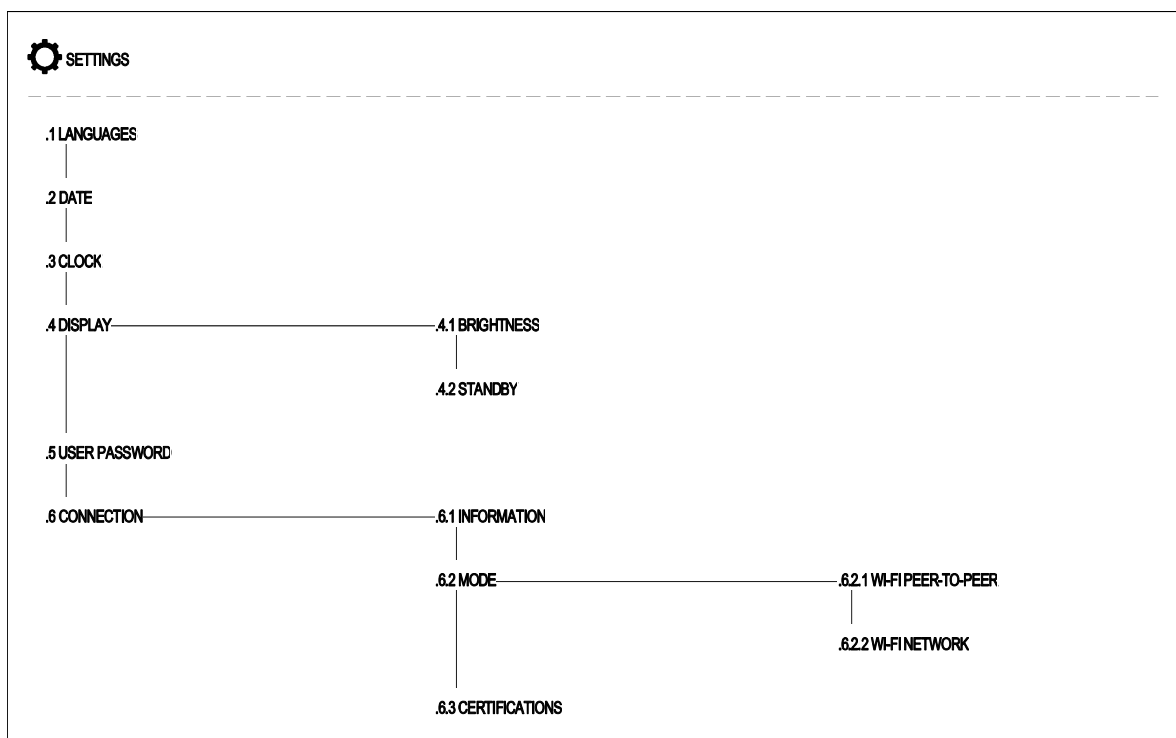 SETTINGS
.1 LANGUAGES
.2 DATE
.3 CLOCK
.4 DISPLAY .4.1 BRIGHTNESS
.4.2 STANDBY
.5 USER PASSWORD
.6 CONNECTION .6.1 INFORMATION
.6.2 MODE .6.2.1 WI-FI PEER-TO-PEER
.6.2.2 WI-FI NETWORK
.6.3 CERTIFICATIONS